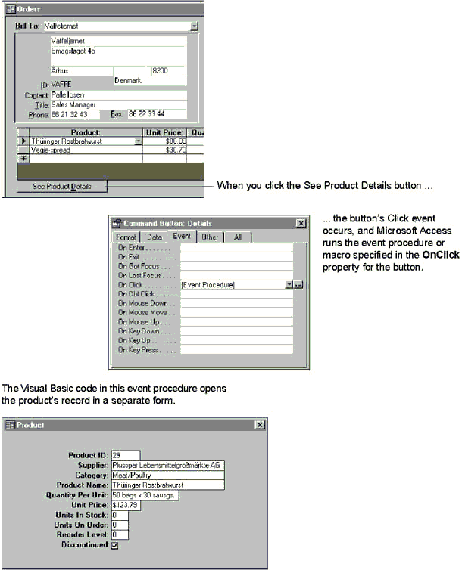 Orders
Bill To: Vaffeljernet
Vaffeljernet
Smagsløget 45
Århus 8200
Denmark
ID: VAFFE
Contact: Palle Ibsen
Title: Sales Manager
Phone: 86 21 32 43 Fax: 86 22 33 44
Product: Unit Price: Qua
Thüringer Rostbratwurst
Vegie-spread
See Product Details
When you click the See Product Details button ...
Command Button: Details
Format Data Event Other All
On Enter
On Exit
On Got Focus
On Lost Focus
On Click [Event Procedure]
On Dbl Click
On Mouse Down
On Mouse Move
On Mouse Up
On Key Down
On Key Up
On Key Press
... the button's Click event
occurs, and Microsoft Access
runs the event procedure or
macro specified in the OnClick
property for the button.
The Visual Basic code in this event procedure opens
the product's record in a separate form.
Product
Product ID: 29
Supplier: Plusspar Lebensmittelgroßmärkte AG
Category: Meat/Poultry
Product Name: Thüringer Rostbratwurst
Quantity Per Unit: 50 bags x 30 sausgs.
Unit Price: $123.79
Units In Stock: 0
Units On Order: 0
Reorder Level: 0
Discontinued